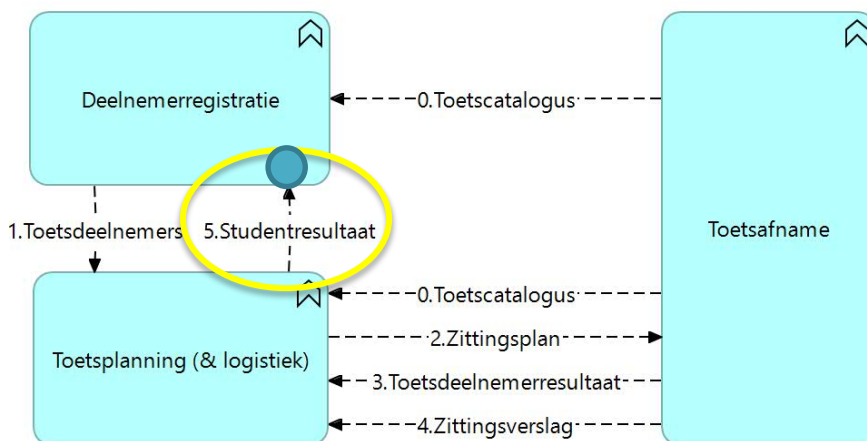 Deelnemerregistratie
0.Toetscatalogus
1.Toetsdeelnemers
5.Studentresultaat
Toetsafname
0.Toetscatalogus
2.Zittingsplan
Toetsplanning (& logistiek)
3.Toetsdeelnemerresultaat
4.Zittingsverslag